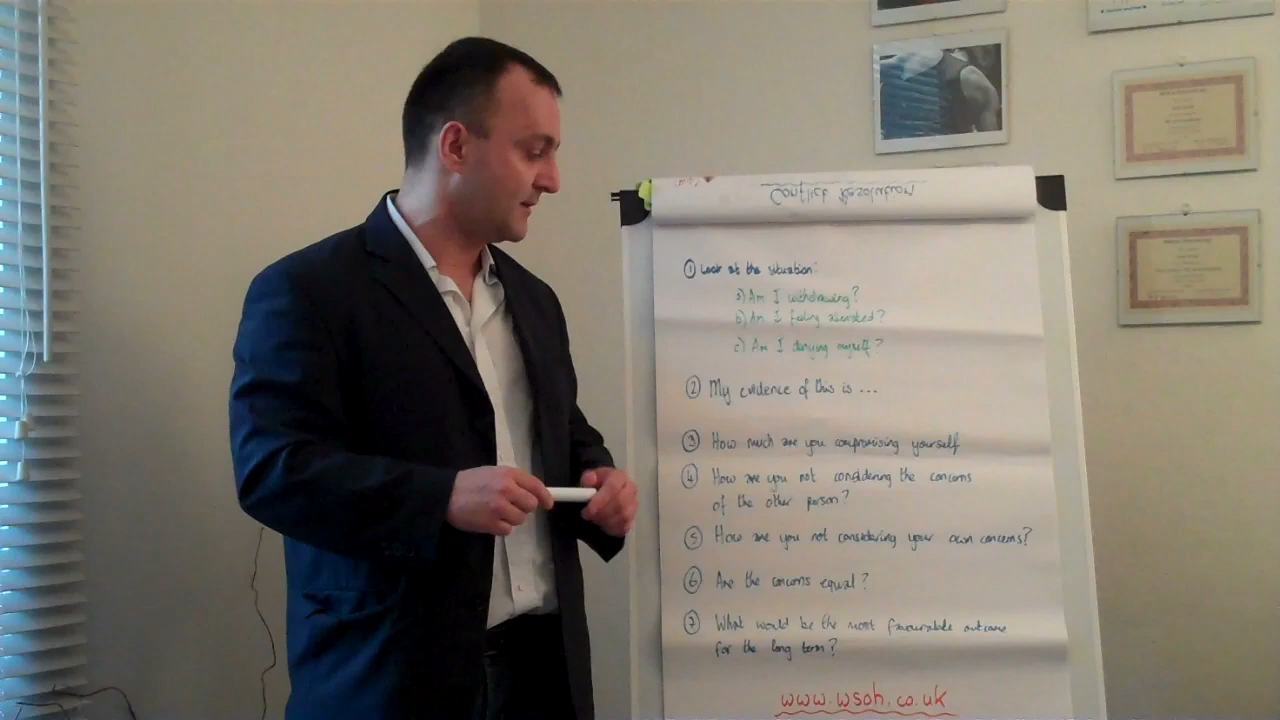 Conflict Resolution
① Look at the situation:
a) Am I withdrawing?
b) Am I feeling
c) Am I denying myself?
② My evidence of this is ...
③ How much are you compromising yourself
④ How are you not considering the concerns
of the other person?
⑤ How are you not considering your own concerns?
⑥ Are the concerns equal?
⑦ What would be the most favourable outcome
for the long term?
www.wsoh.co.uk